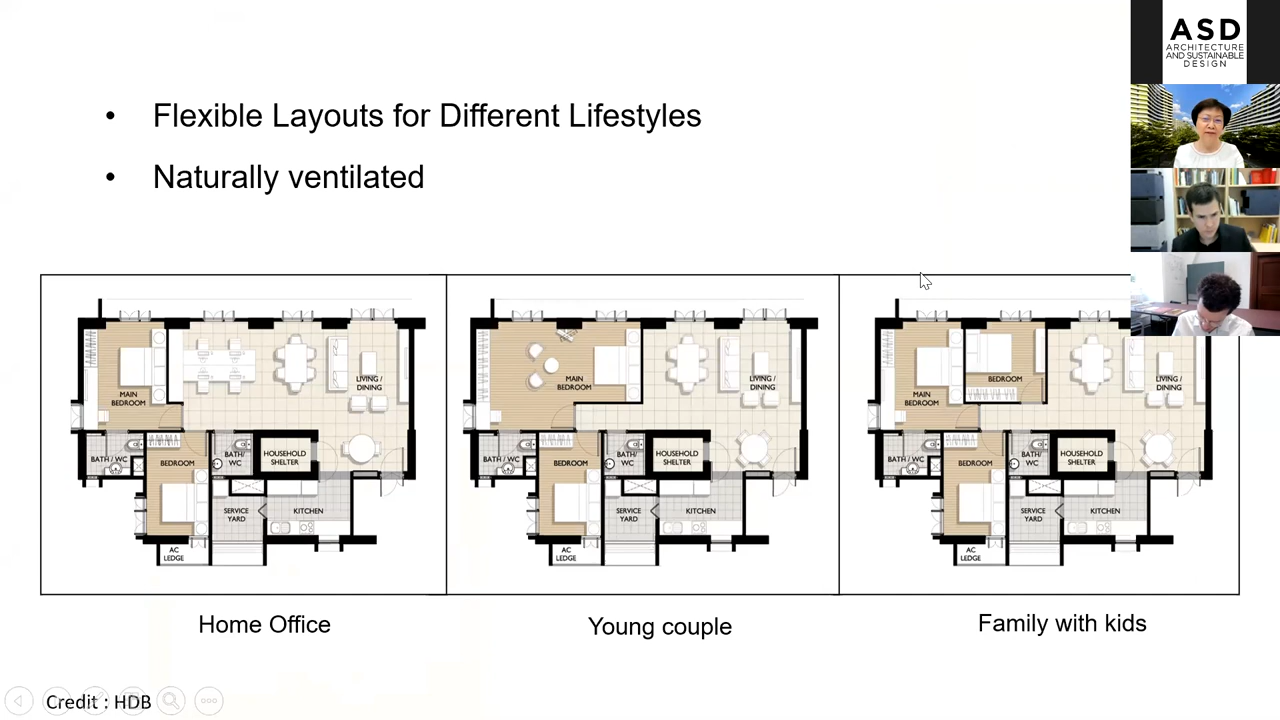 ASD
ARCHITECTURE
AND SUSTAINABLE
DESIGN
• Flexible Layouts for Different Lifestyles
• Naturally ventilated
MAIN
BEDROOM
LIVING /
DINING
BATH / WC
BEDROOM
BATH/
WC
HOUSEHOLD
SHELTER
SERVICE
YARD
KITCHEN
AC
LEDGE
MAIN
BEDROOM
LIVING /
DINING
BATH / WC
BEDROOM
BATH/
WC
HOUSEHOLD
SHELTER
SERVICE
YARD
KITCHEN
AC
LEDGE
MAIN
BEDROOM
BEDROOM
LIVING /
DINING
BATH / WC
BEDROOM
BATH/
WC
HOUSEHOLD
SHELTER
SERVICE
YARD
KITCHEN
AC
LEDGE
Home Office
Young couple
Family with kids
Credit : HDB